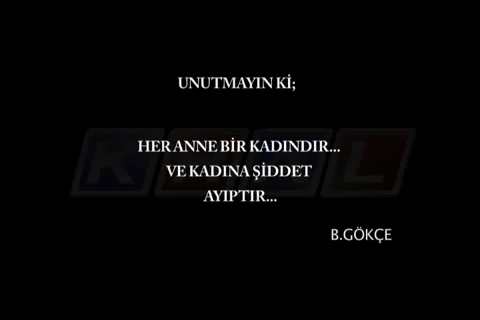 UNUTMAYIN Kİ;
HER ANNE BİR KADINDIR...
VE KADINA ŞİDDET
AYIPTIR...
B.GÖKÇE